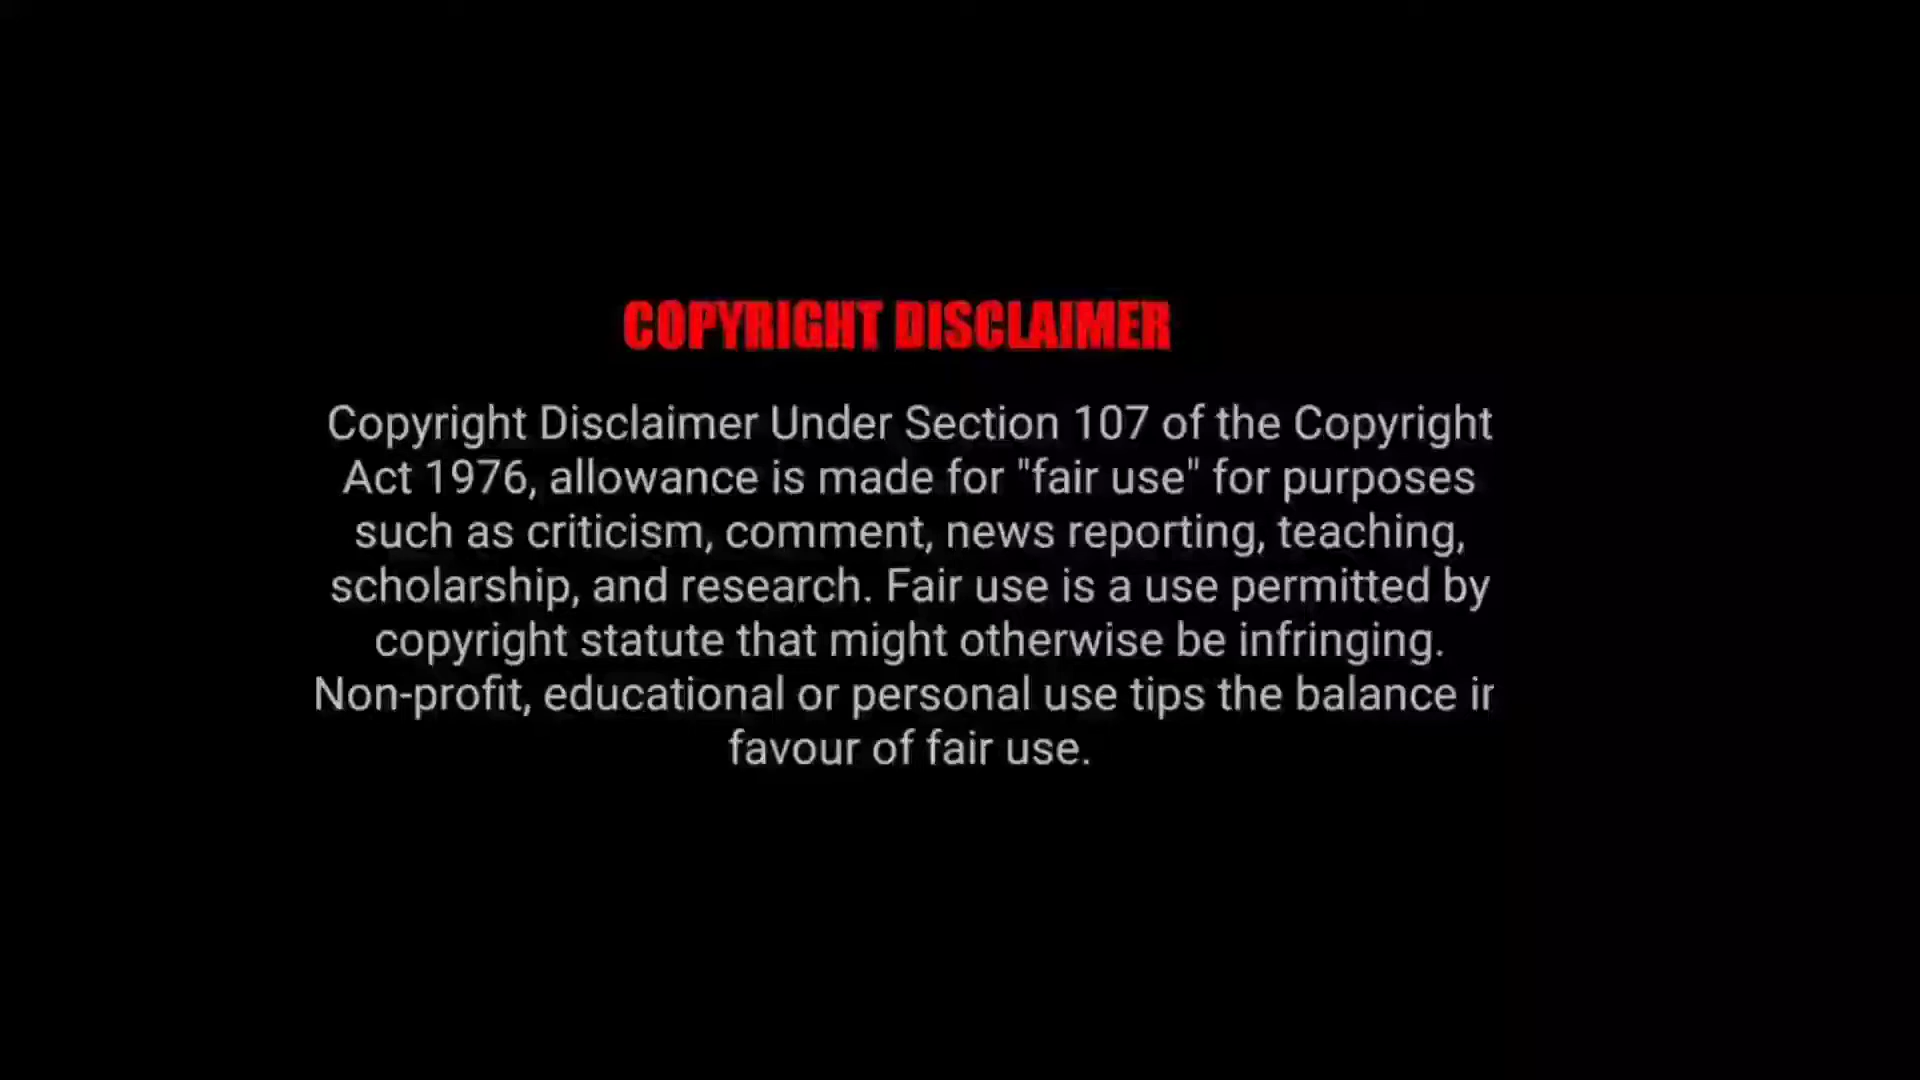 COPYRIGHT DISCLAIMER
Copyright Disclaimer Under Section 107 of the Copyright
Act 1976, allowance is made for "fair use" for purposes
such as criticism, comment, news reporting, teaching,
scholarship, and research. Fair use is a use permitted by
copyright statute that might otherwise be infringing.
Non-profit, educational or personal use tips the balance
favour of fair use.